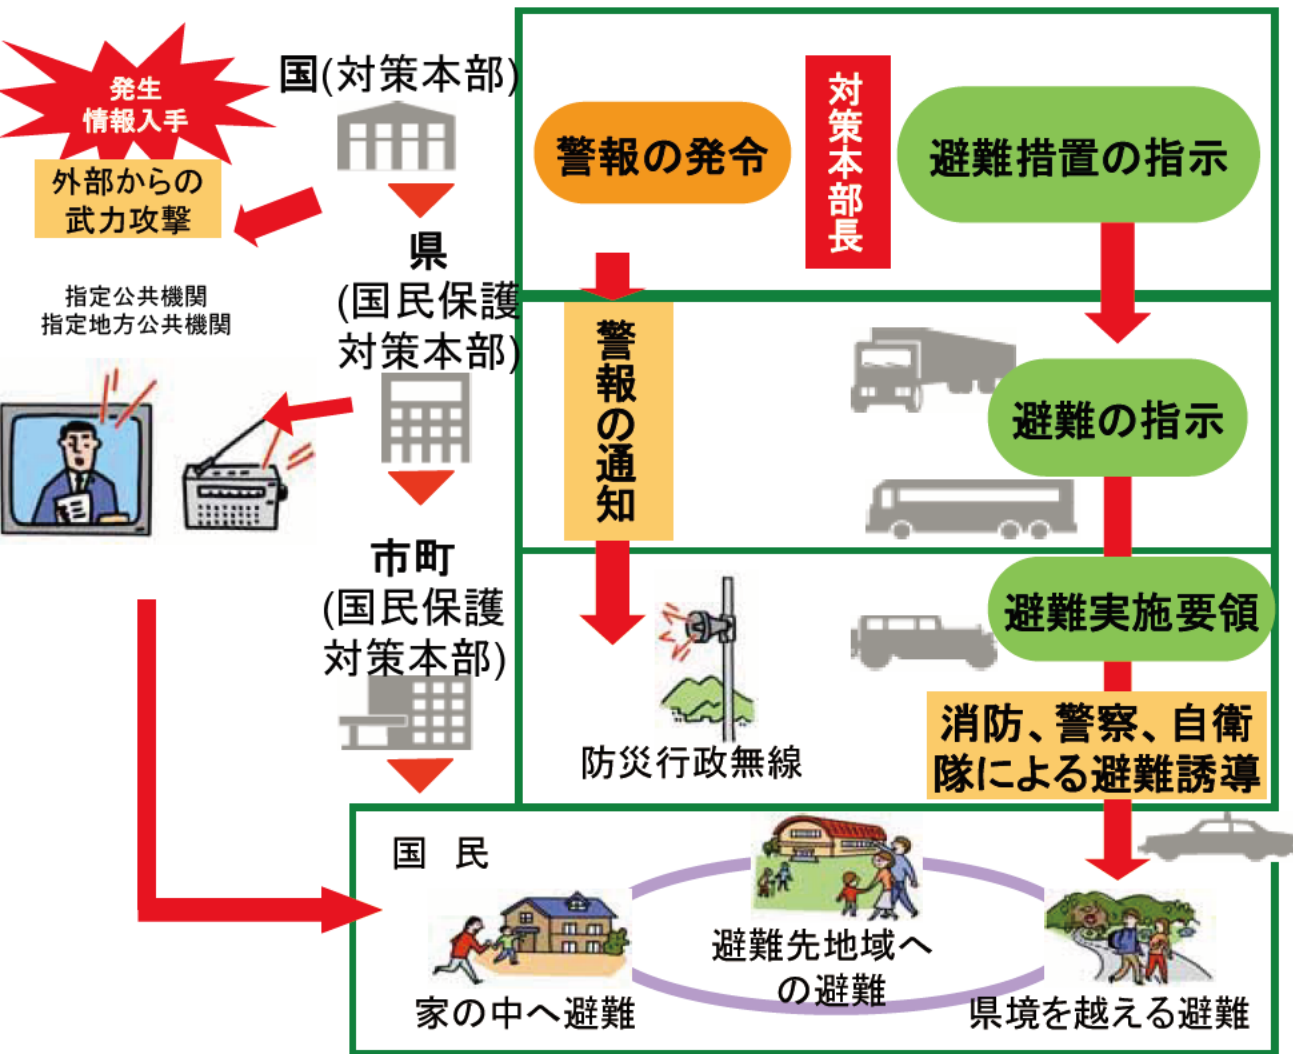 発生
情報入手
外部からの
武力攻撃
指定公共機関
指定地方公共機関
国(対策本部)
県
(国民保護
対策本部)
市町
(国民保護
対策本部)
警報の発令
対策本部長
避難措置の指示
警報の通知
避難の指示
防災行政無線
避難実施要領
消防、警察、自衛
隊による避難誘導
国 民
家の中へ避難
避難先地域へ
の避難
県境を越える避難